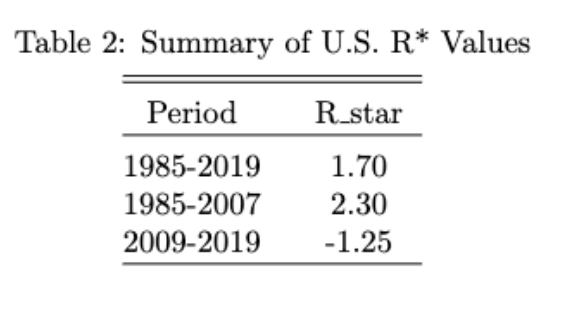 Table 2: Summary of U.S. R* Values
Period R_star
1985-2019 1.70
1985-2007 2.30
2009-2019 -1.25